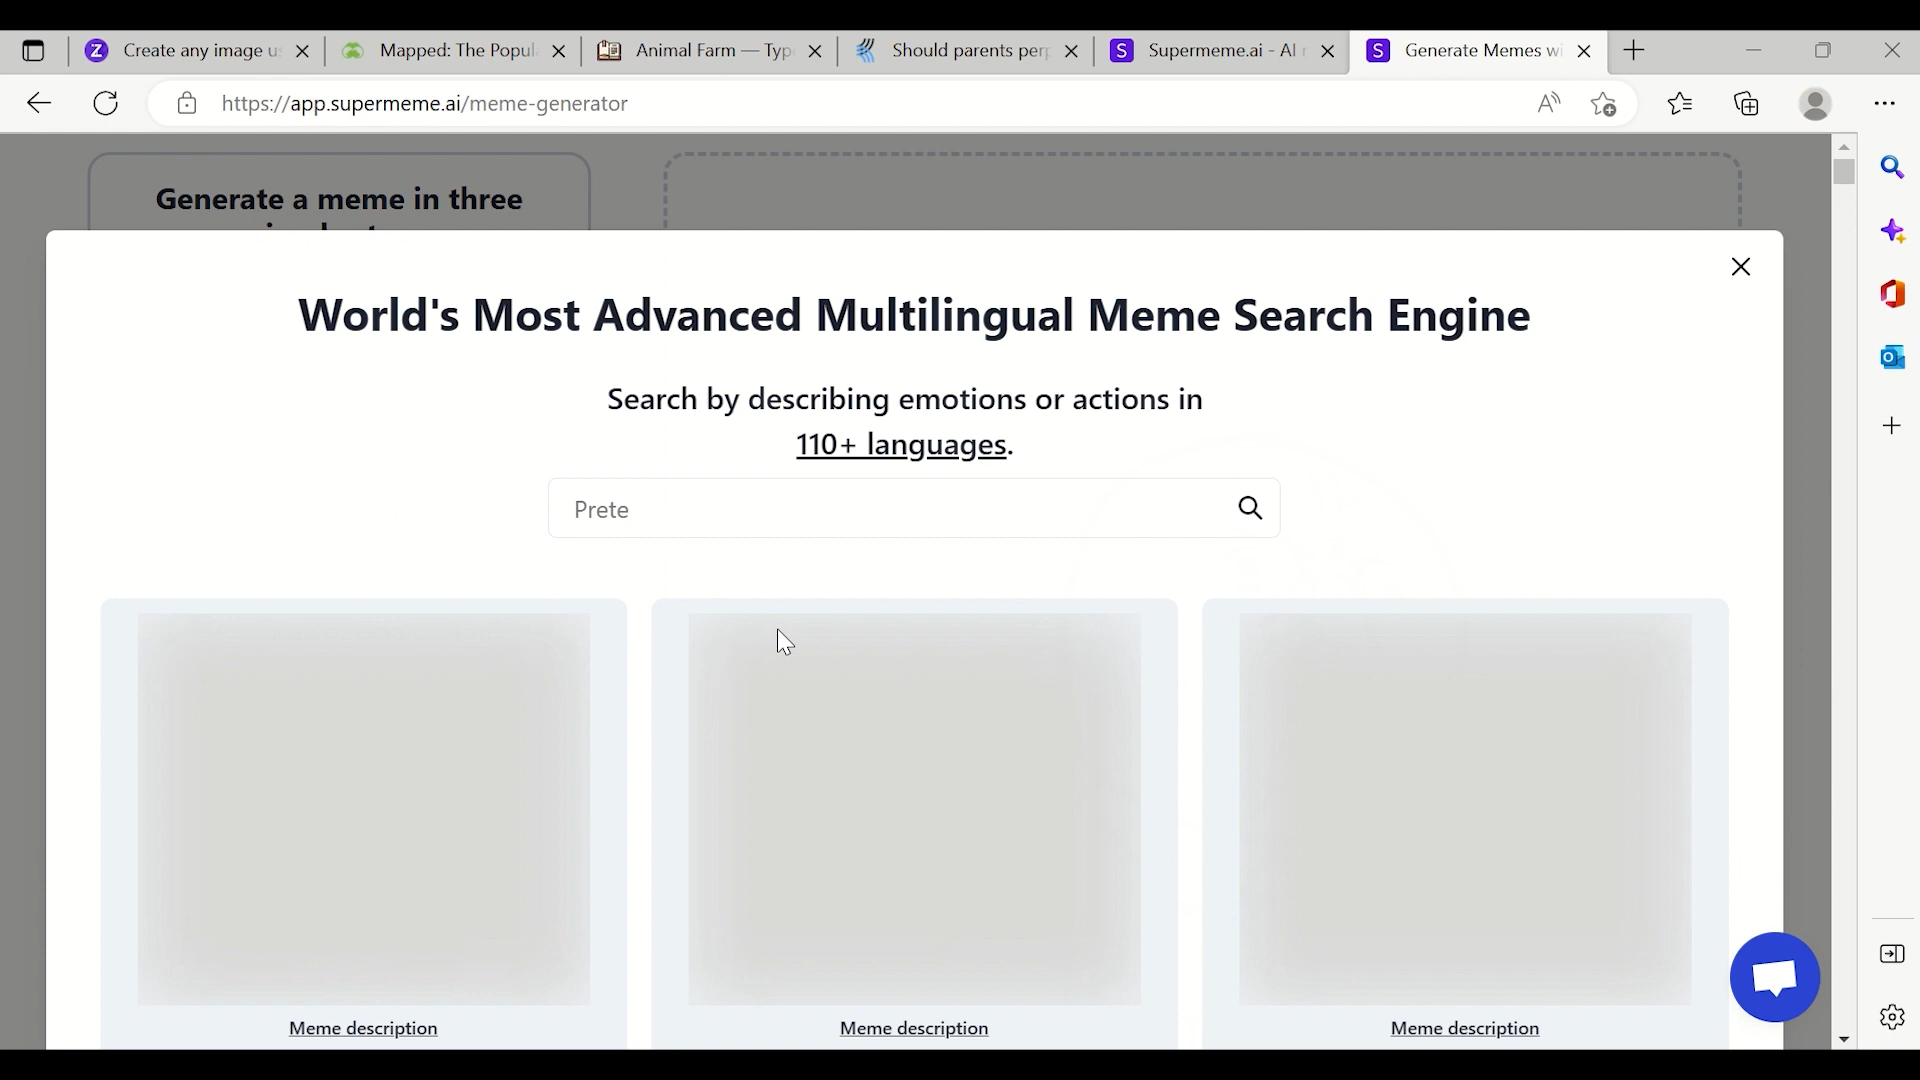 Create any image u
Mapped: The Popul
Animal Farm — Typ
Should parents per
Supermeme.ai - AI
Generate Memes wi
https://app.supermeme.ai/meme-generator
Generate a meme in three
World's Most Advanced Multilingual Meme Search Engine
Search by describing emotions or actions in
110+ languages.
Prete
Meme description
Meme description
Meme description